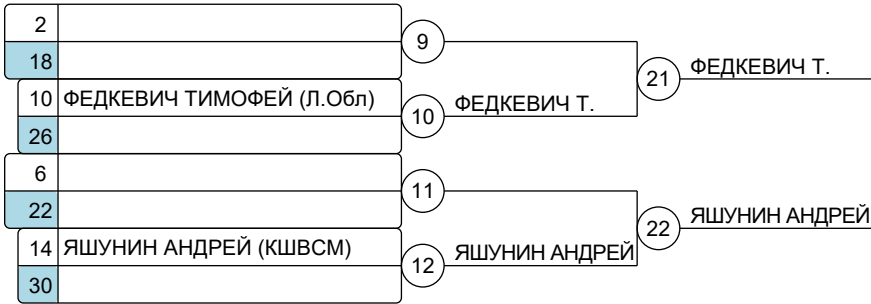 2
9
18
21 ФЕДКЕВИЧ Т.
10 ФЕДКЕВИЧ ТИМОФЕЙ (Л.Обл)
10 ФЕДКЕВИЧ Т.
26
6
11
22
22 ЯШУНИН АНДРЕЙ
14 ЯШУНИН АНДРЕЙ (КШВСМ)
12 ЯШУНИН АНДРЕЙ
30